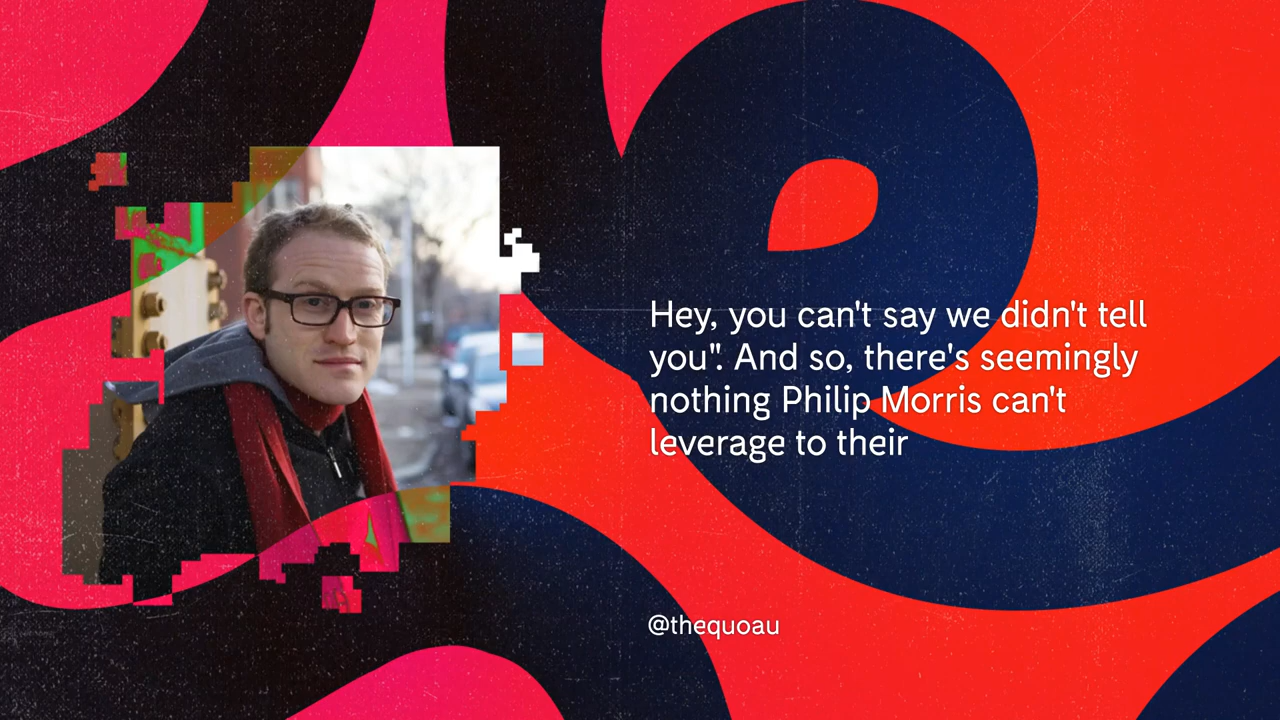 Hey, you can't say we didn't tell
you". And so, there's seemingly
nothing Philip Morris can't
leverage to their
@thequoau